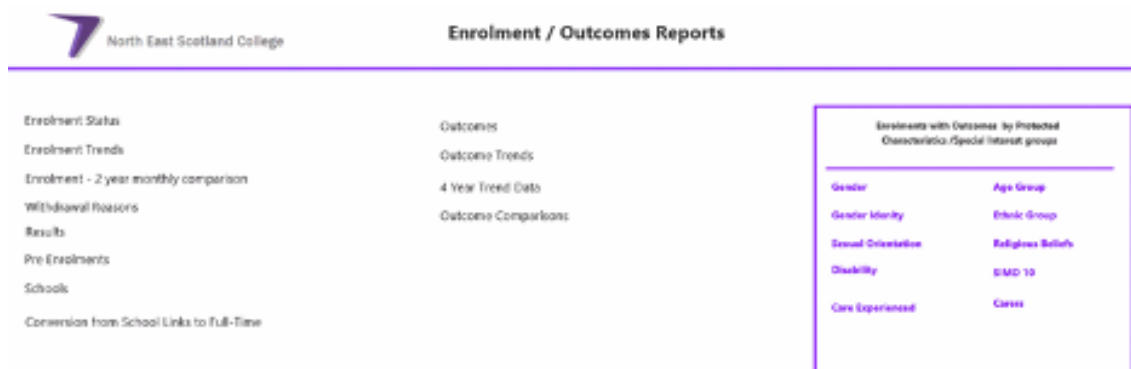 North East Scotland College
Enrolment / Outcomes Reports
Enrolment Status
Enrolment Trends
Enrolment - 2 year monthly comparison
Withdrawal Reasons
Results
Pre Enrolments
Schools
Conversion from School Links to Full-Time
Outcomes
Outcome Trends
4 Year Trend Data
Outcome Comparisons
Enrolments with Outcomes by Protected
Characteristics /Special Interest groups
Gender
Age Group
Gender Idenity
Ethnic Group
Sexual Orientation
Religious Beliefs
Disability
SIMD 10
Care Experienced